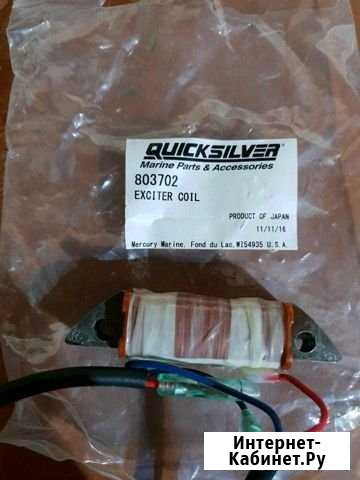 QUICKSILVER
Marine Parts & Accessories
803702
EXCITER COIL
PRODUCT OF JAPAN
11/11/16
Mercury Marine. Fond du Lac.WI54935 U.S.A.
Интернет-
Кабинет.Ру